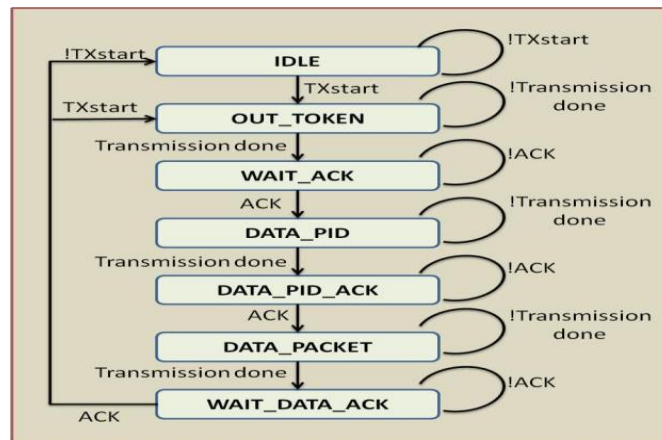 !TXstart
IDLE
!TXstart
TXstart
!Transmission
done
TXstart
OUT_TOKEN
Transmission done
!ACK
WAIT_ACK
ACK
!Transmission
done
DATA_PID
Transmission done
!ACK
DATA_PID_ACK
ACK
!Transmission
done
DATA_PACKET
Transmission done
!ACK
WAIT_DATA_ACK
ACK